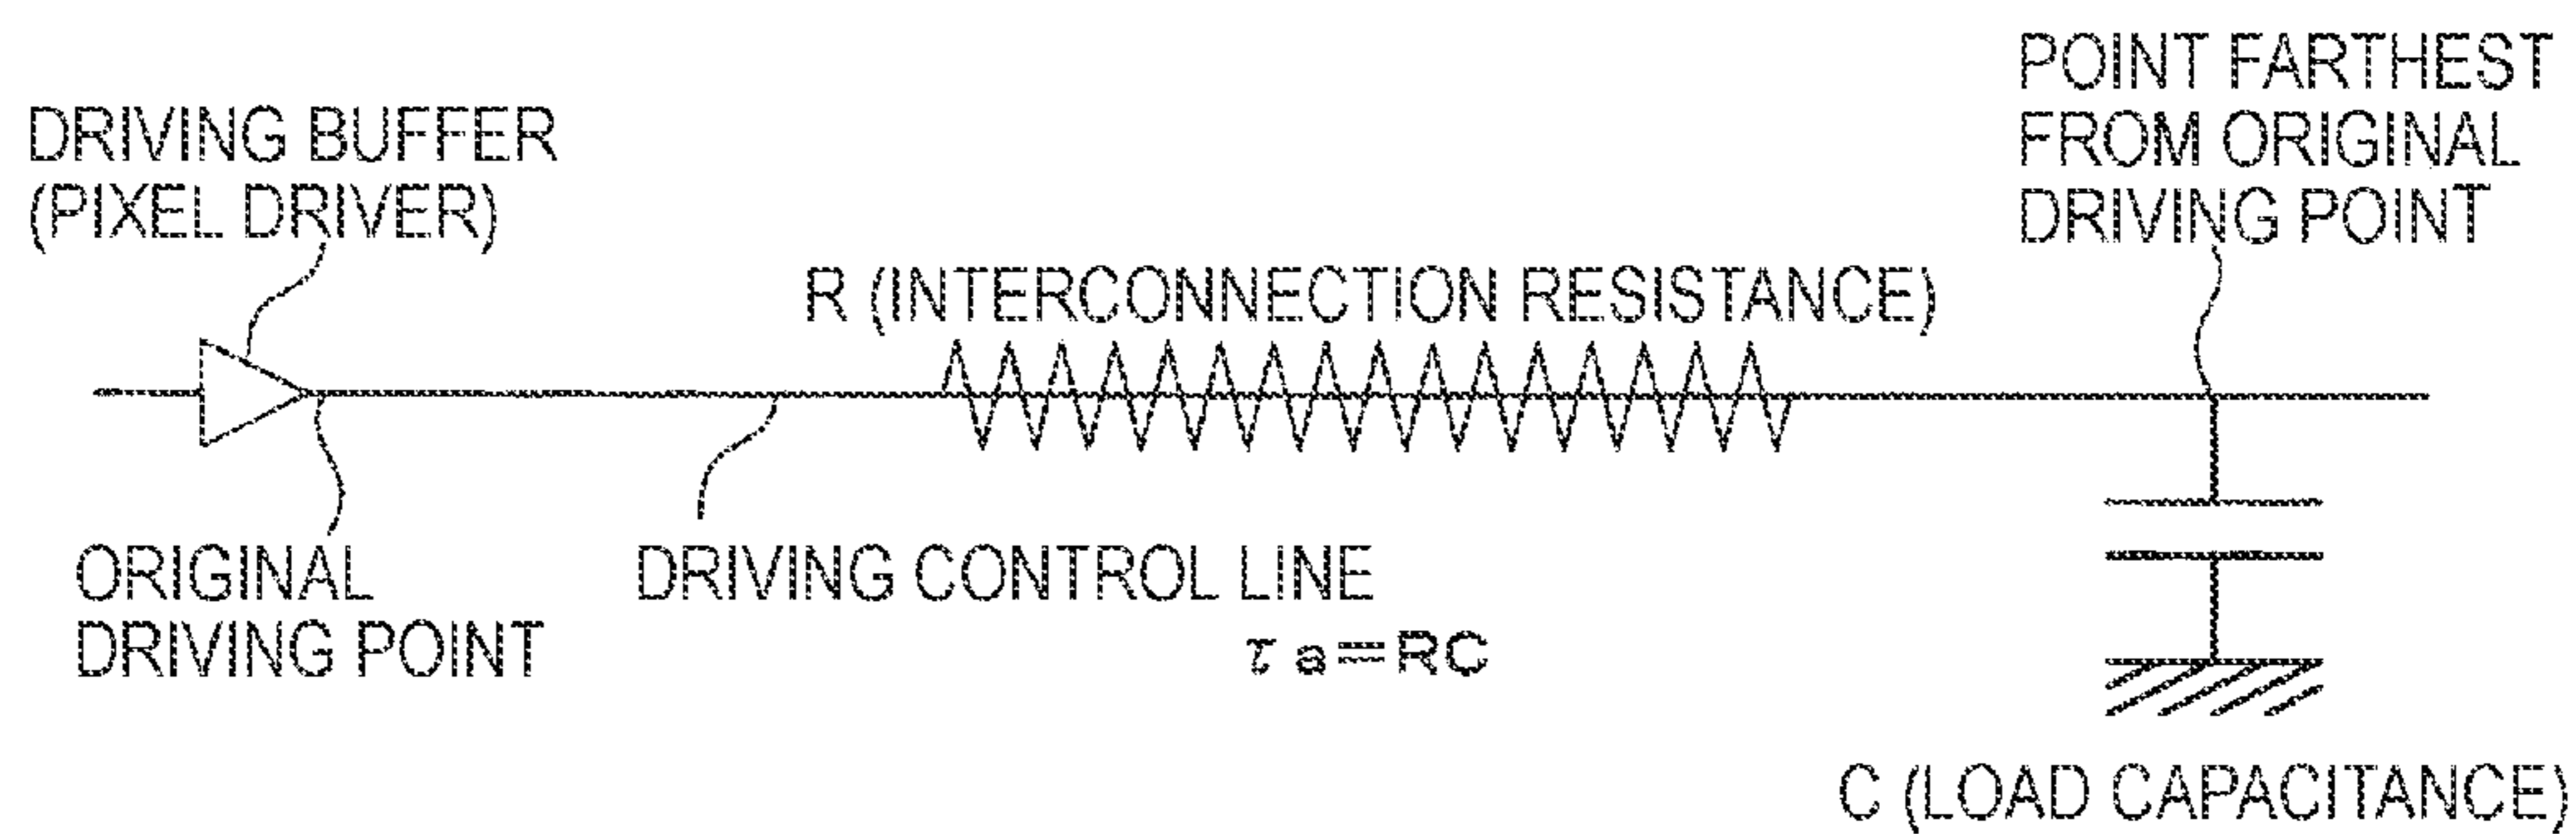 DRIVING BUFFER
(PIXEL DRIVER)
POINT FARTHEST
FROM ORIGINAL
DRIVING POINT
R (INTERCONNECTION RESISTANCE)
ORIGINAL
DRIVING POINT
DRIVING CONTROL LINE
τa=RC
C (LOAD CAPACITANCE)